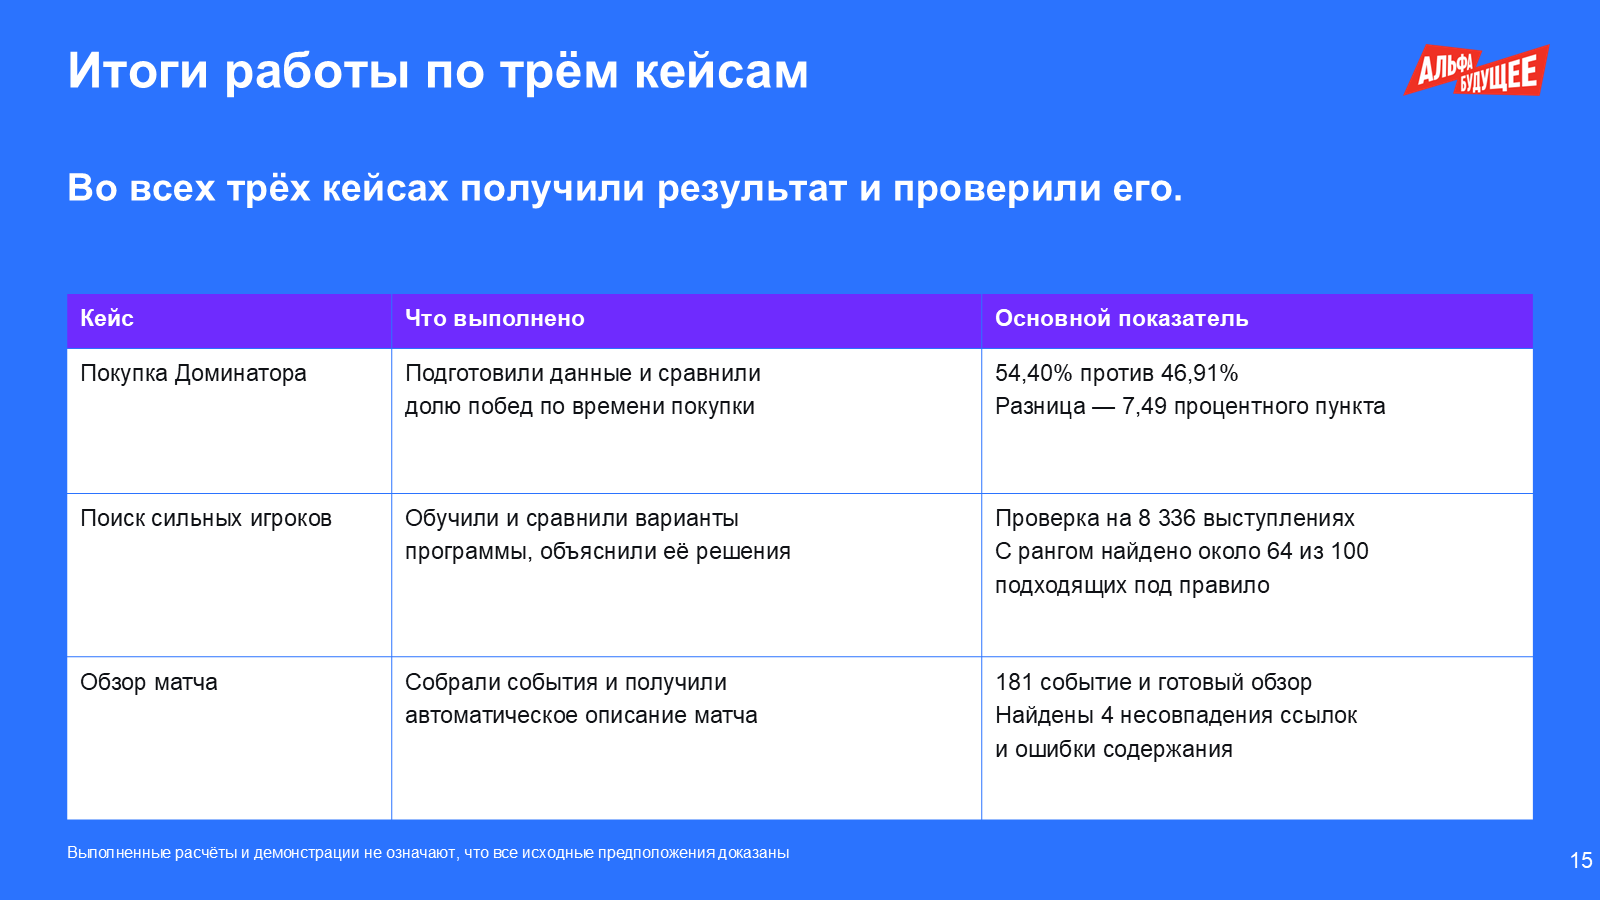 Итоги работы по трём кейсам
АЛЬФА
БУДУЩЕЕ
Во всех трёх кейсах получили результат и проверили его.
Кейс
Что выполнено
Основной показатель
Покупка Доминатора
Подготовили данные и сравнили
долю побед по времени покупки
54,40% против 46,91%
Разница — 7,49 процентного пункта
Поиск сильных игроков
Обучили и сравнили варианты
программы, объяснили её решения
Проверка на 8 336 выступлениях
С рангом найдено около 64 из 100
подходящих под правило
Обзор матча
Собрали события и получили
автоматическое описание матча
181 событие и готовый обзор
Найдены 4 несовпадения ссылок
и ошибки содержания
Выполненные расчёты и демонстрации не означают, что все исходные предположения доказаны
15